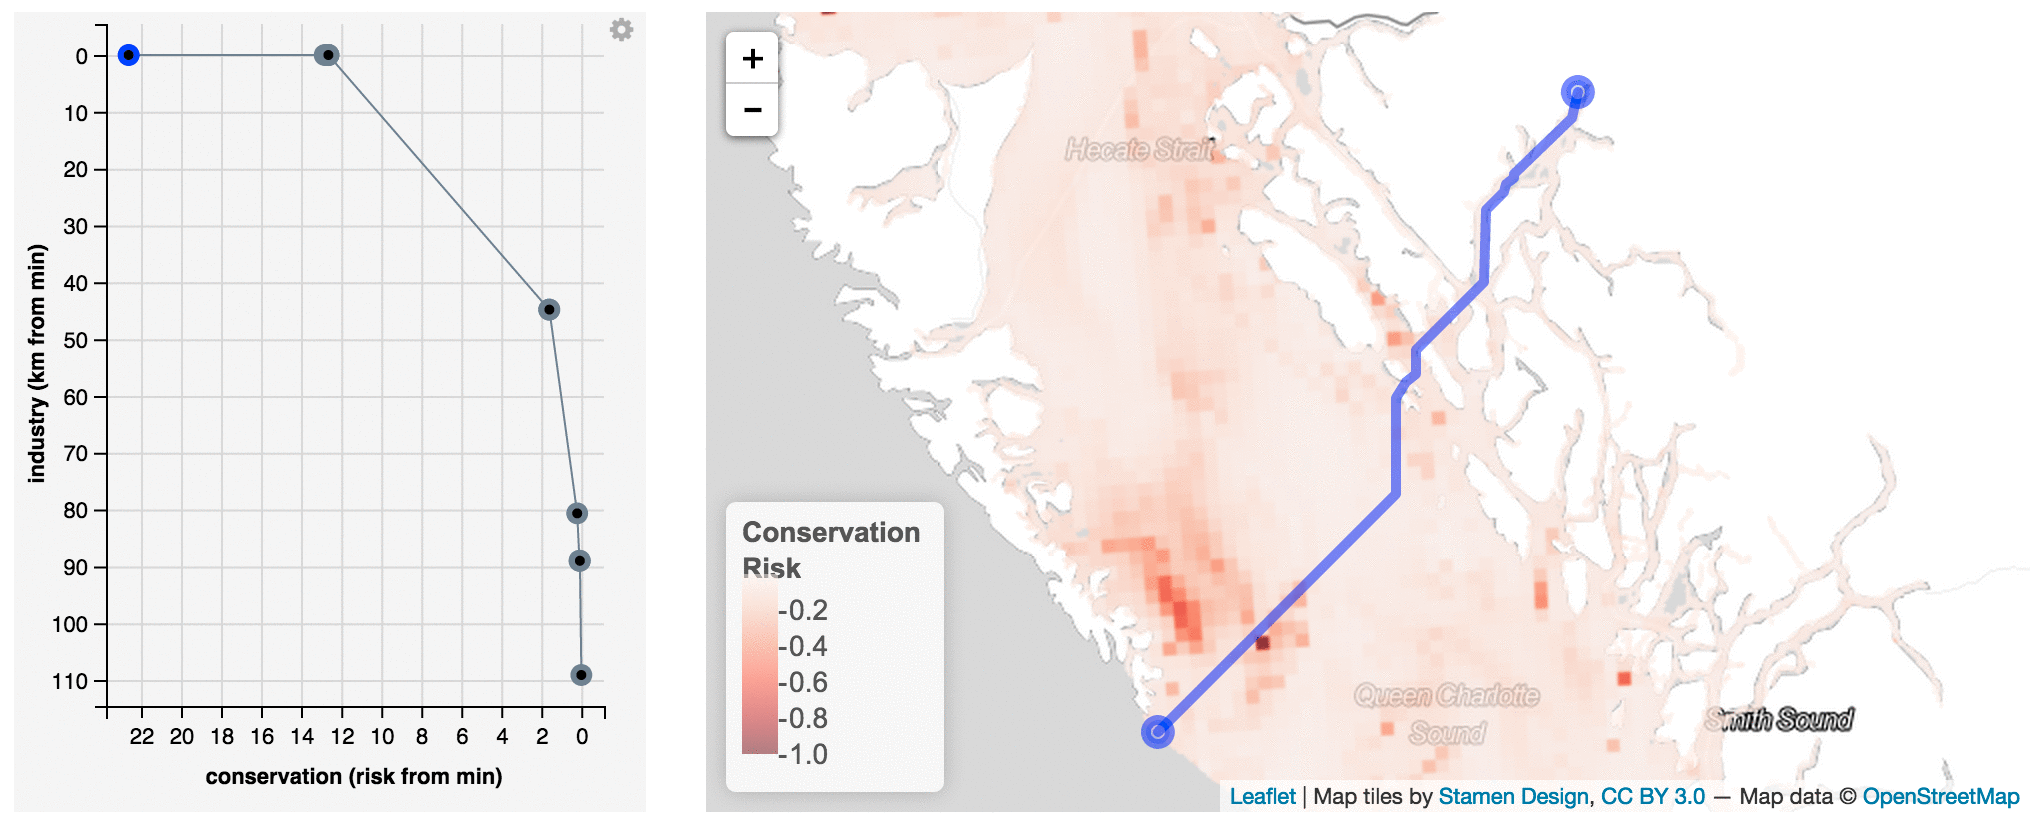 0
10
20
30
40
50
60
70
80
90
100
110
industry (km from min)
22 20 18 16 14 12 10 8 6 4 2 0
conservation (risk from min)
+
−
Hecate Strait
Conservation
Risk
-0.2
-0.4
-0.6
-0.8
-1.0
Queen Charlotte
Sound
Smith Sound
Leaflet | Map tiles by Stamen Design, CC BY 3.0 — Map data © OpenStreetMap